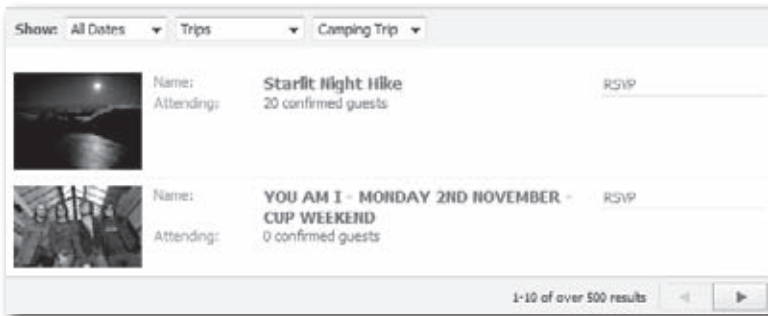 Show: All Dates Trips Camping Trip
Name: Starlit Night Hike RSVP
Attending: 20 confirmed guests
Name: YOU AM I - MONDAY 2ND NOVEMBER - RSVP
CUP WEEKEND
Attending: 0 confirmed guests
1-10 of over 500 results